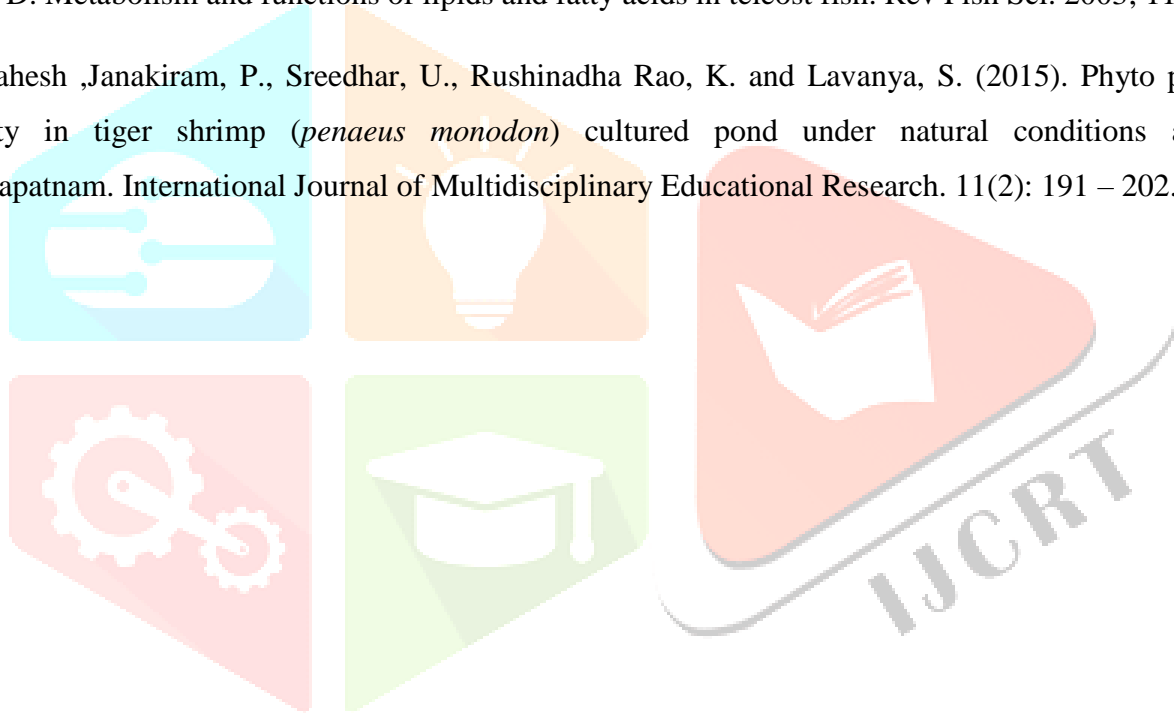 D. Metabolism and functions of lipids and fatty acids in teleost fish. Rev Fish Sci. 2003; 11
ahesh ,Janakiram, P., Sreedhar, U., Rushinadha Rao, K. and Lavanya, S. (2015). Phyto p
ty in tiger shrimp (penaeus monodon) cultured pond under natural conditions a
apatnam. International Journal of Multidisciplinary Educational Research. 11(2): 191 – 202.
IJCRT